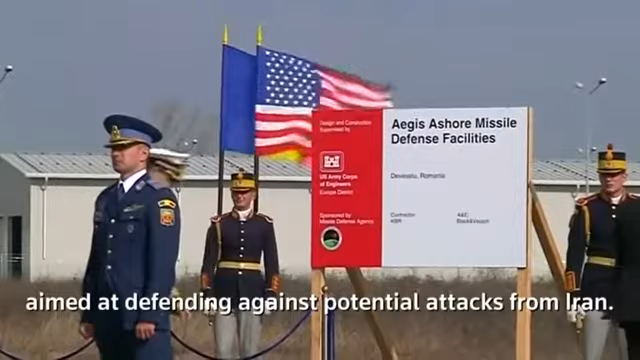 Design and Construction
Supervised by
US Army Corps
of Engineers
Europe District
Sponsored by
Missile Defense Agency
Aegis Ashore Missile
Defense Facilities
Deveselu, Romania
Contractor
KBR
A&E:
Black&Veatch
aimed at defending against potential attacks from Iran.